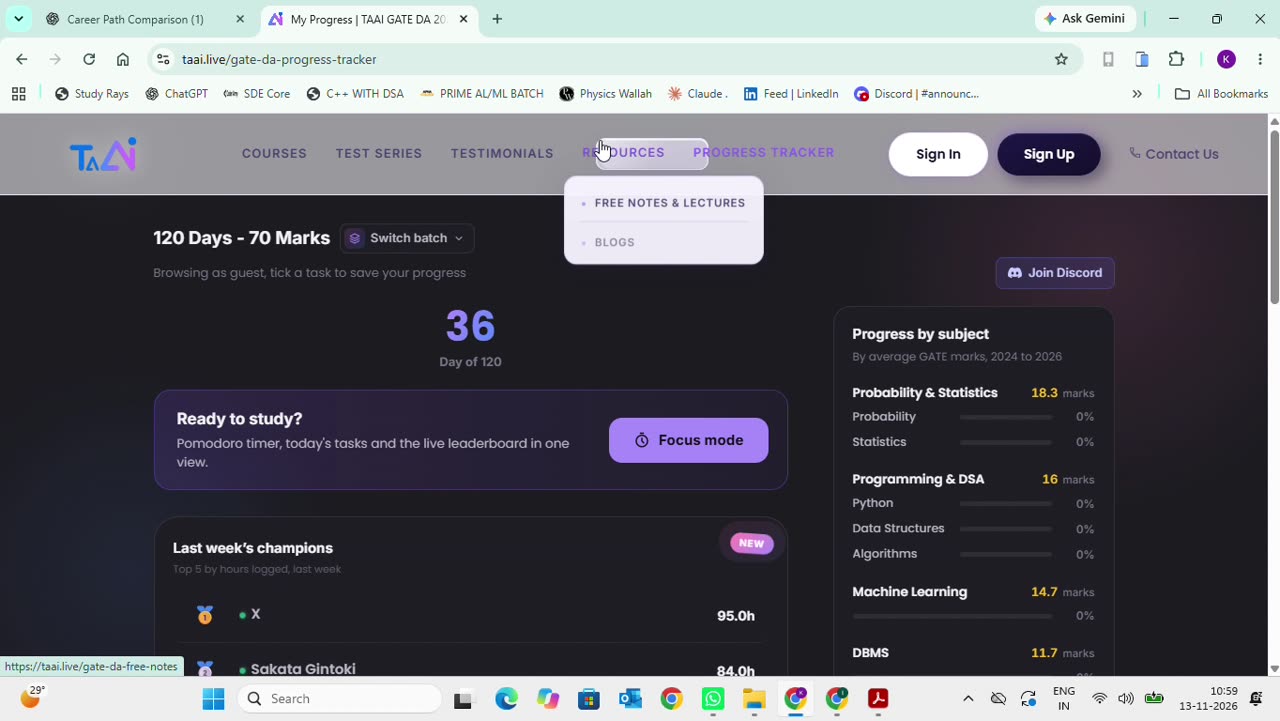 Career Path Comparison (1)
My Progress | TAAI GATE DA 20
Ask Gemini
taai.live/gate-da-progress-tracker
K
Study Rays
ChatGPT
SDE Core
C++ WITH DSA
PRIME AL/ML BATCH
Physics Wallah
Claude .
Feed | LinkedIn
Discord | #announc...
All Bookmarks
TAAi
COURSES
TEST SERIES
TESTIMONIALS
RESOURCES
PROGRESS TRACKER
Sign In
Sign Up
Contact Us
FREE NOTES & LECTURES
BLOGS
120 Days - 70 Marks
Switch batch
Browsing as guest, tick a task to save your progress
Join Discord
36
Day of 120
Ready to study?
Pomodoro timer, today's tasks and the live leaderboard in one
view.
Focus mode
Last week's champions
Top 5 by hours logged, last week
NEW
1
X
95.0h
2
Sakata Gintoki
84.0h
Progress by subject
By average GATE marks, 2024 to 2026
Probability & Statistics 18.3 marks
Probability 0%
Statistics 0%
Programming & DSA 16 marks
Python 0%
Data Structures 0%
Algorithms 0%
Machine Learning 14.7 marks
0%
DBMS 11.7 marks
https://taai.live/gate-da-free-notes
29°
Search
ENG
IN
10:59
13-11-2026